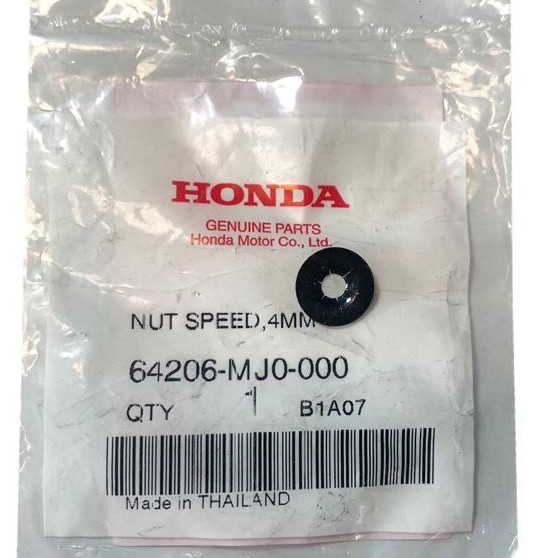 HONDA
GENUINE PARTS
Honda Motor Co., Ltd.
NUT SPEED,4MM
64206-MJ0-000
QTY 1 B1A07
Made in THAILAND